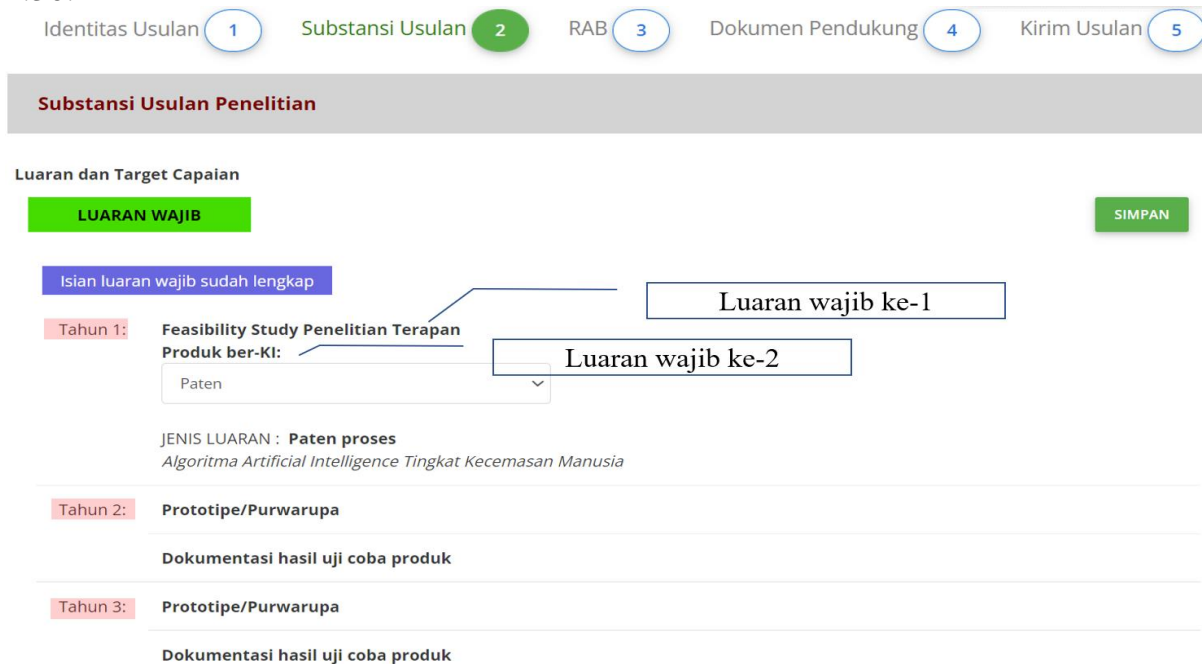 Identitas Usulan 1 Substansi Usulan 2 RAB 3 Dokumen Pendukung 4 Kirim Usulan 5
Substansi Usulan Penelitian
Luaran dan Target Capaian
LUARAN WAJIB SIMPAN
Isian luaran wajib sudah lengkap
Luaran wajib ke-1
Tahun 1: Feasibility Study Penelitian Terapan
Produk ber-KI:
Luaran wajib ke-2
Paten
JENIS LUARAN : Paten proses
Algoritma Artificial Intelligence Tingkat Kecemasan Manusia
Tahun 2: Prototipe/Purwarupa
Dokumentasi hasil uji coba produk
Tahun 3: Prototipe/Purwarupa
Dokumentasi hasil uji coba produk